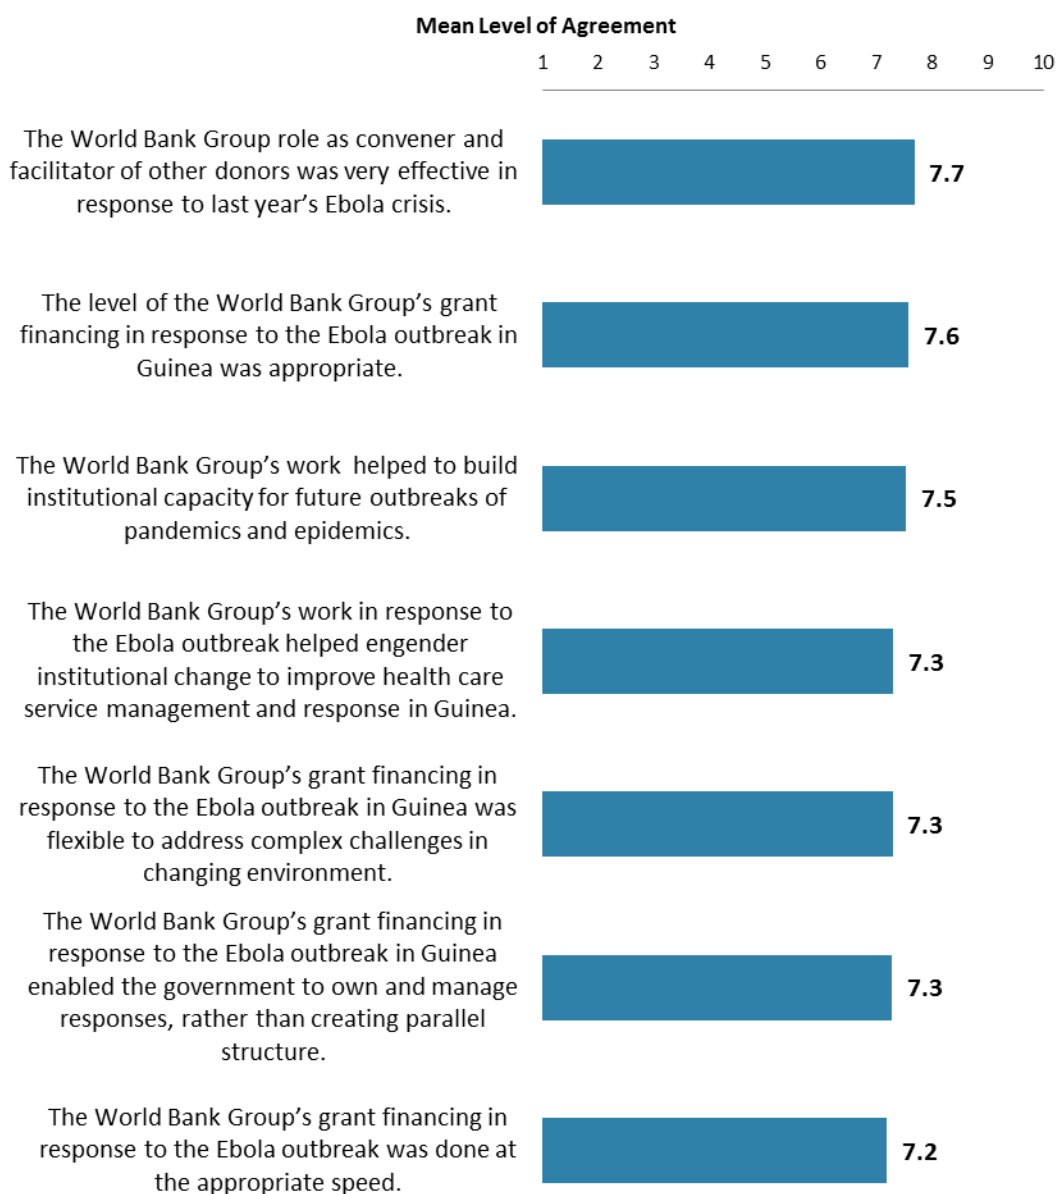 Mean Level of Agreement
1 2 3 4 5 6 7 8 9 10
The World Bank Group role as convener and
facilitator of other donors was very effective in
response to last year’s Ebola crisis.
7.7
The level of the World Bank Group’s grant
financing in response to the Ebola outbreak in
Guinea was appropriate.
7.6
The World Bank Group’s work helped to build
institutional capacity for future outbreaks of
pandemics and epidemics.
7.5
The World Bank Group’s work in response to
the Ebola outbreak helped engender
institutional change to improve health care
service management and response in Guinea.
7.3
The World Bank Group’s grant financing in
response to the Ebola outbreak in Guinea was
flexible to address complex challenges in
changing environment.
7.3
The World Bank Group’s grant financing in
response to the Ebola outbreak in Guinea
enabled the government to own and manage
responses, rather than creating parallel
structure.
7.3
The World Bank Group’s grant financing in
response to the Ebola outbreak was done at
the appropriate speed.
7.2